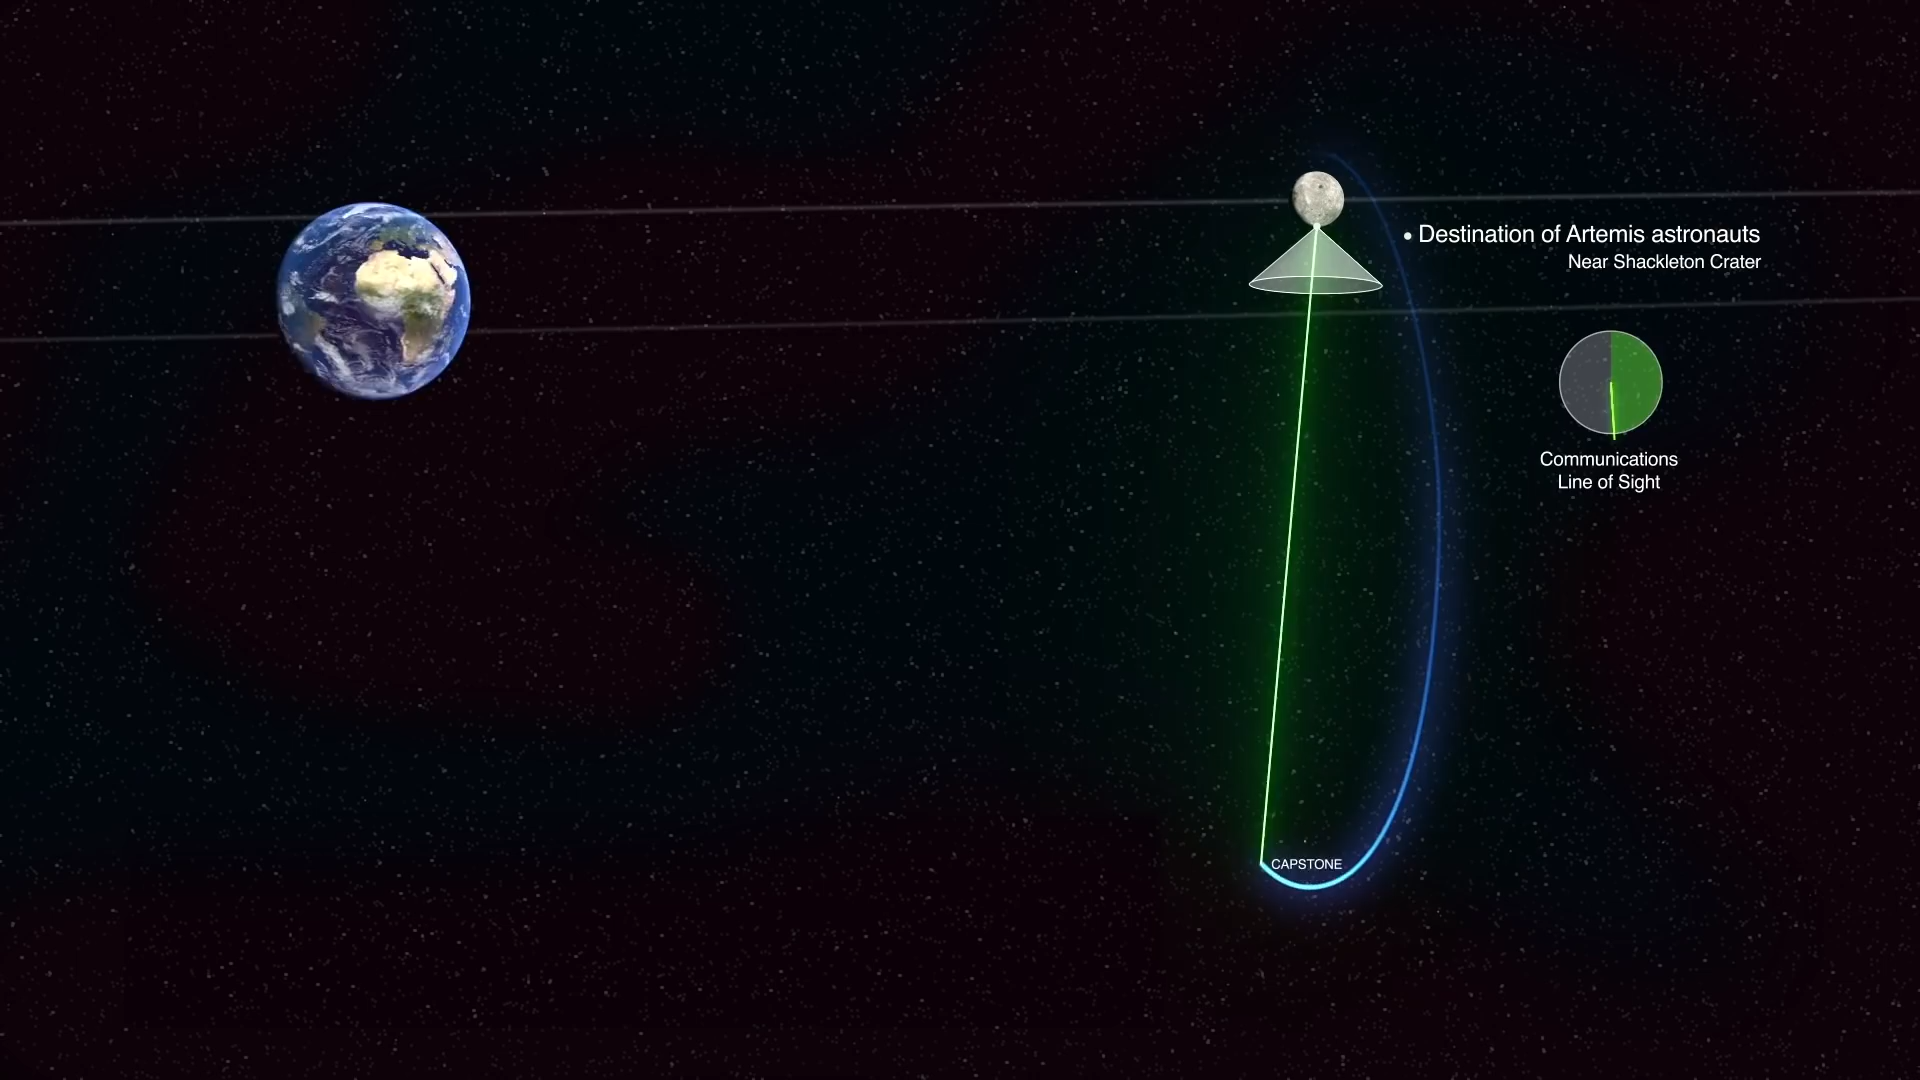 • Destination of Artemis astronauts
Near Shackleton Crater
Communications
Line of Sight
CAPSTONE